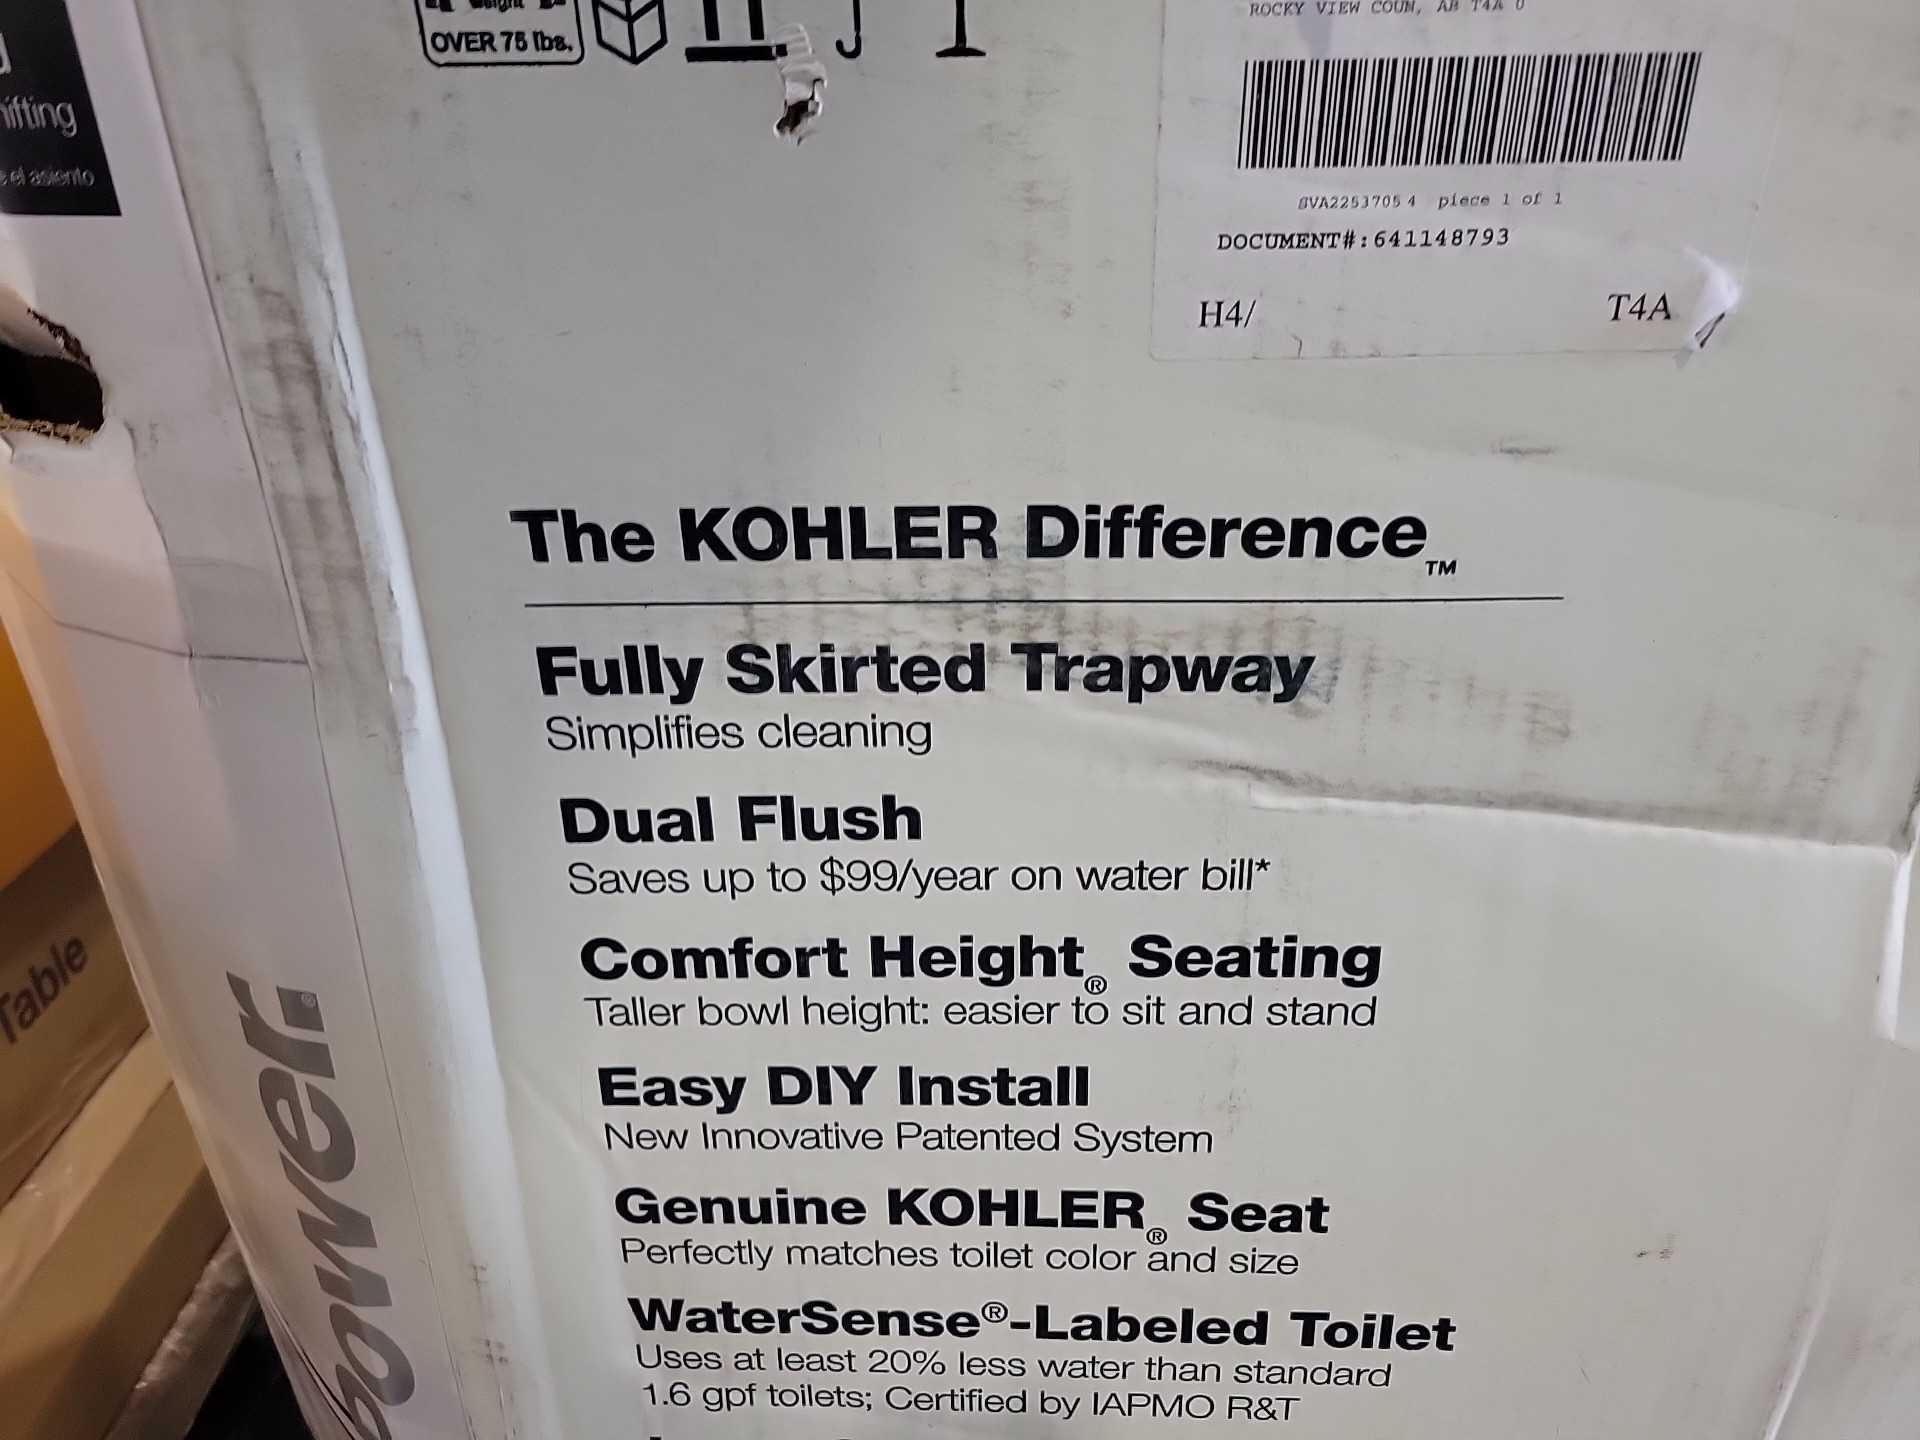 Weight
OVER 75 lbs.
ROCKY VIEW COUN, AB T4A 0
SVA2253705 4 piece 1 of 1
DOCUMENT#:641148793
H4/ T4A
el asiento
The KOHLER Difference™
Fully Skirted Trapway
Simplifies cleaning
Dual Flush
Saves up to $99/year on water bill*
Comfort Height® Seating
Taller bowl height: easier to sit and stand
Easy DIY Install
New Innovative Patented System
Genuine KOHLER® Seat
Perfectly matches toilet color and size
WaterSense®-Labeled Toilet
Uses at least 20% less water than standard
1.6 gpf toilets; Certified by IAPMO R&T
Table
power.